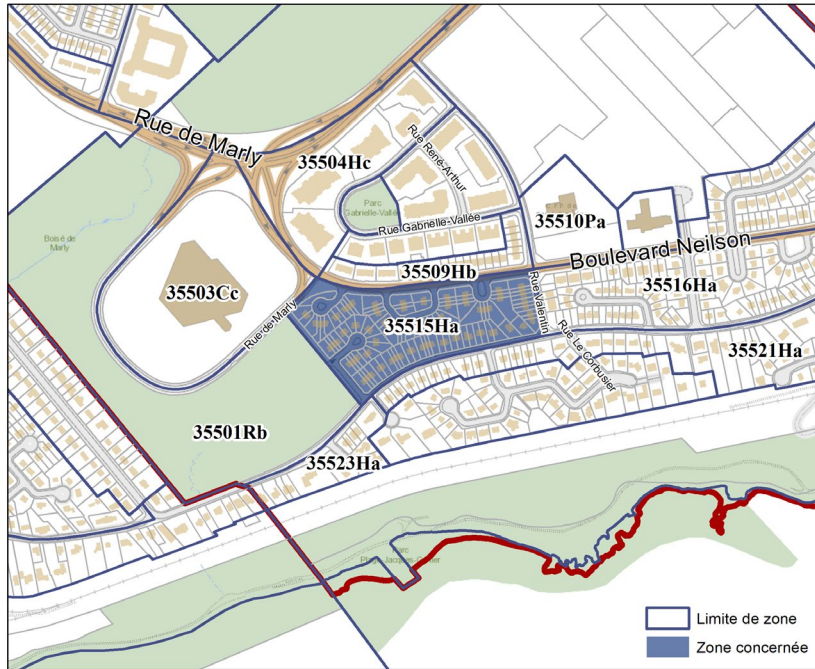 Rue de Marly
35504Hc
Rue René-Arthur
Parc
Gabrielle-Vallée
Rue Gabrielle-Vallée
35510Pa
Boulevard Neilson
Boisé de
Marly
35509Hb
35516Ha
35503Cc
Rue de Marly
35515Ha
Rue Valentin
Rue Le Corbusier
35521Ha
35501Rb
35523Ha
Parc
Limite de zone
Zone concernée